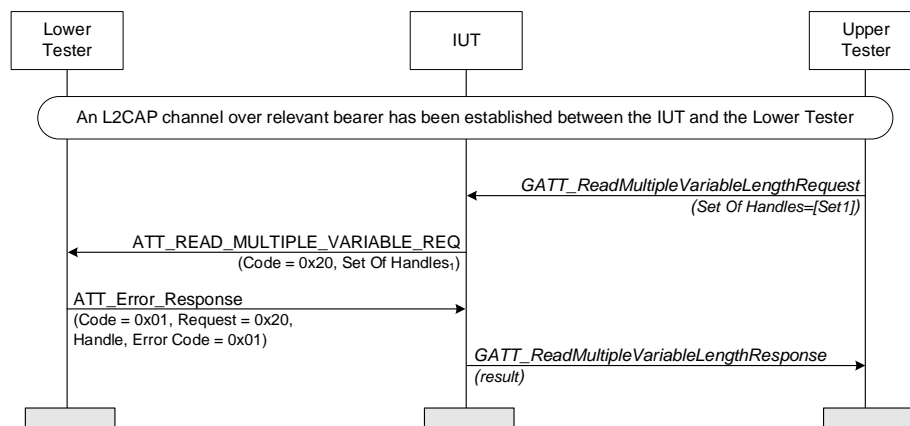 Lower
Tester
IUT
Upper
Tester
An L2CAP channel over relevant bearer has been established between the IUT and the Lower Tester
GATT_ReadMultipleVariableLengthRequest
(Set Of Handles=[Set1])
ATT_READ_MULTIPLE_VARIABLE_REQ
(Code = 0x20, Set Of Handles₁)
ATT_Error_Response
(Code = 0x01, Request = 0x20,
Handle, Error Code = 0x01)
GATT_ReadMultipleVariableLengthResponse
(result)